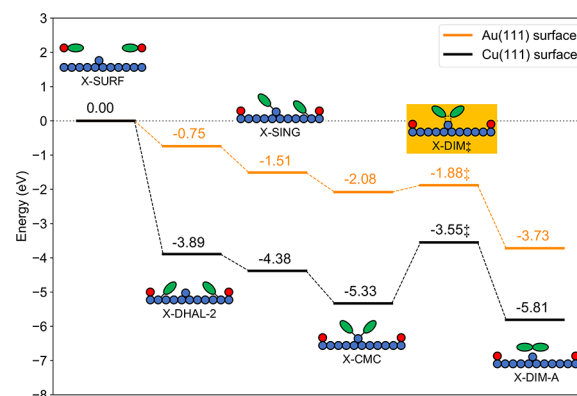 3
2
1
0
−1
−2
−3
−4
−5
−6
−7
−8
Energy (eV)
Au(111) surface
Cu(111) surface
X-SURF
0.00
X-SING
X-DIM‡
-0.75
-1.51
-2.08
-1.88‡
-3.73
-3.89
-4.38
-5.33
-3.55‡
-5.81
X-DHAL-2
X-CMC
X-DIM-A